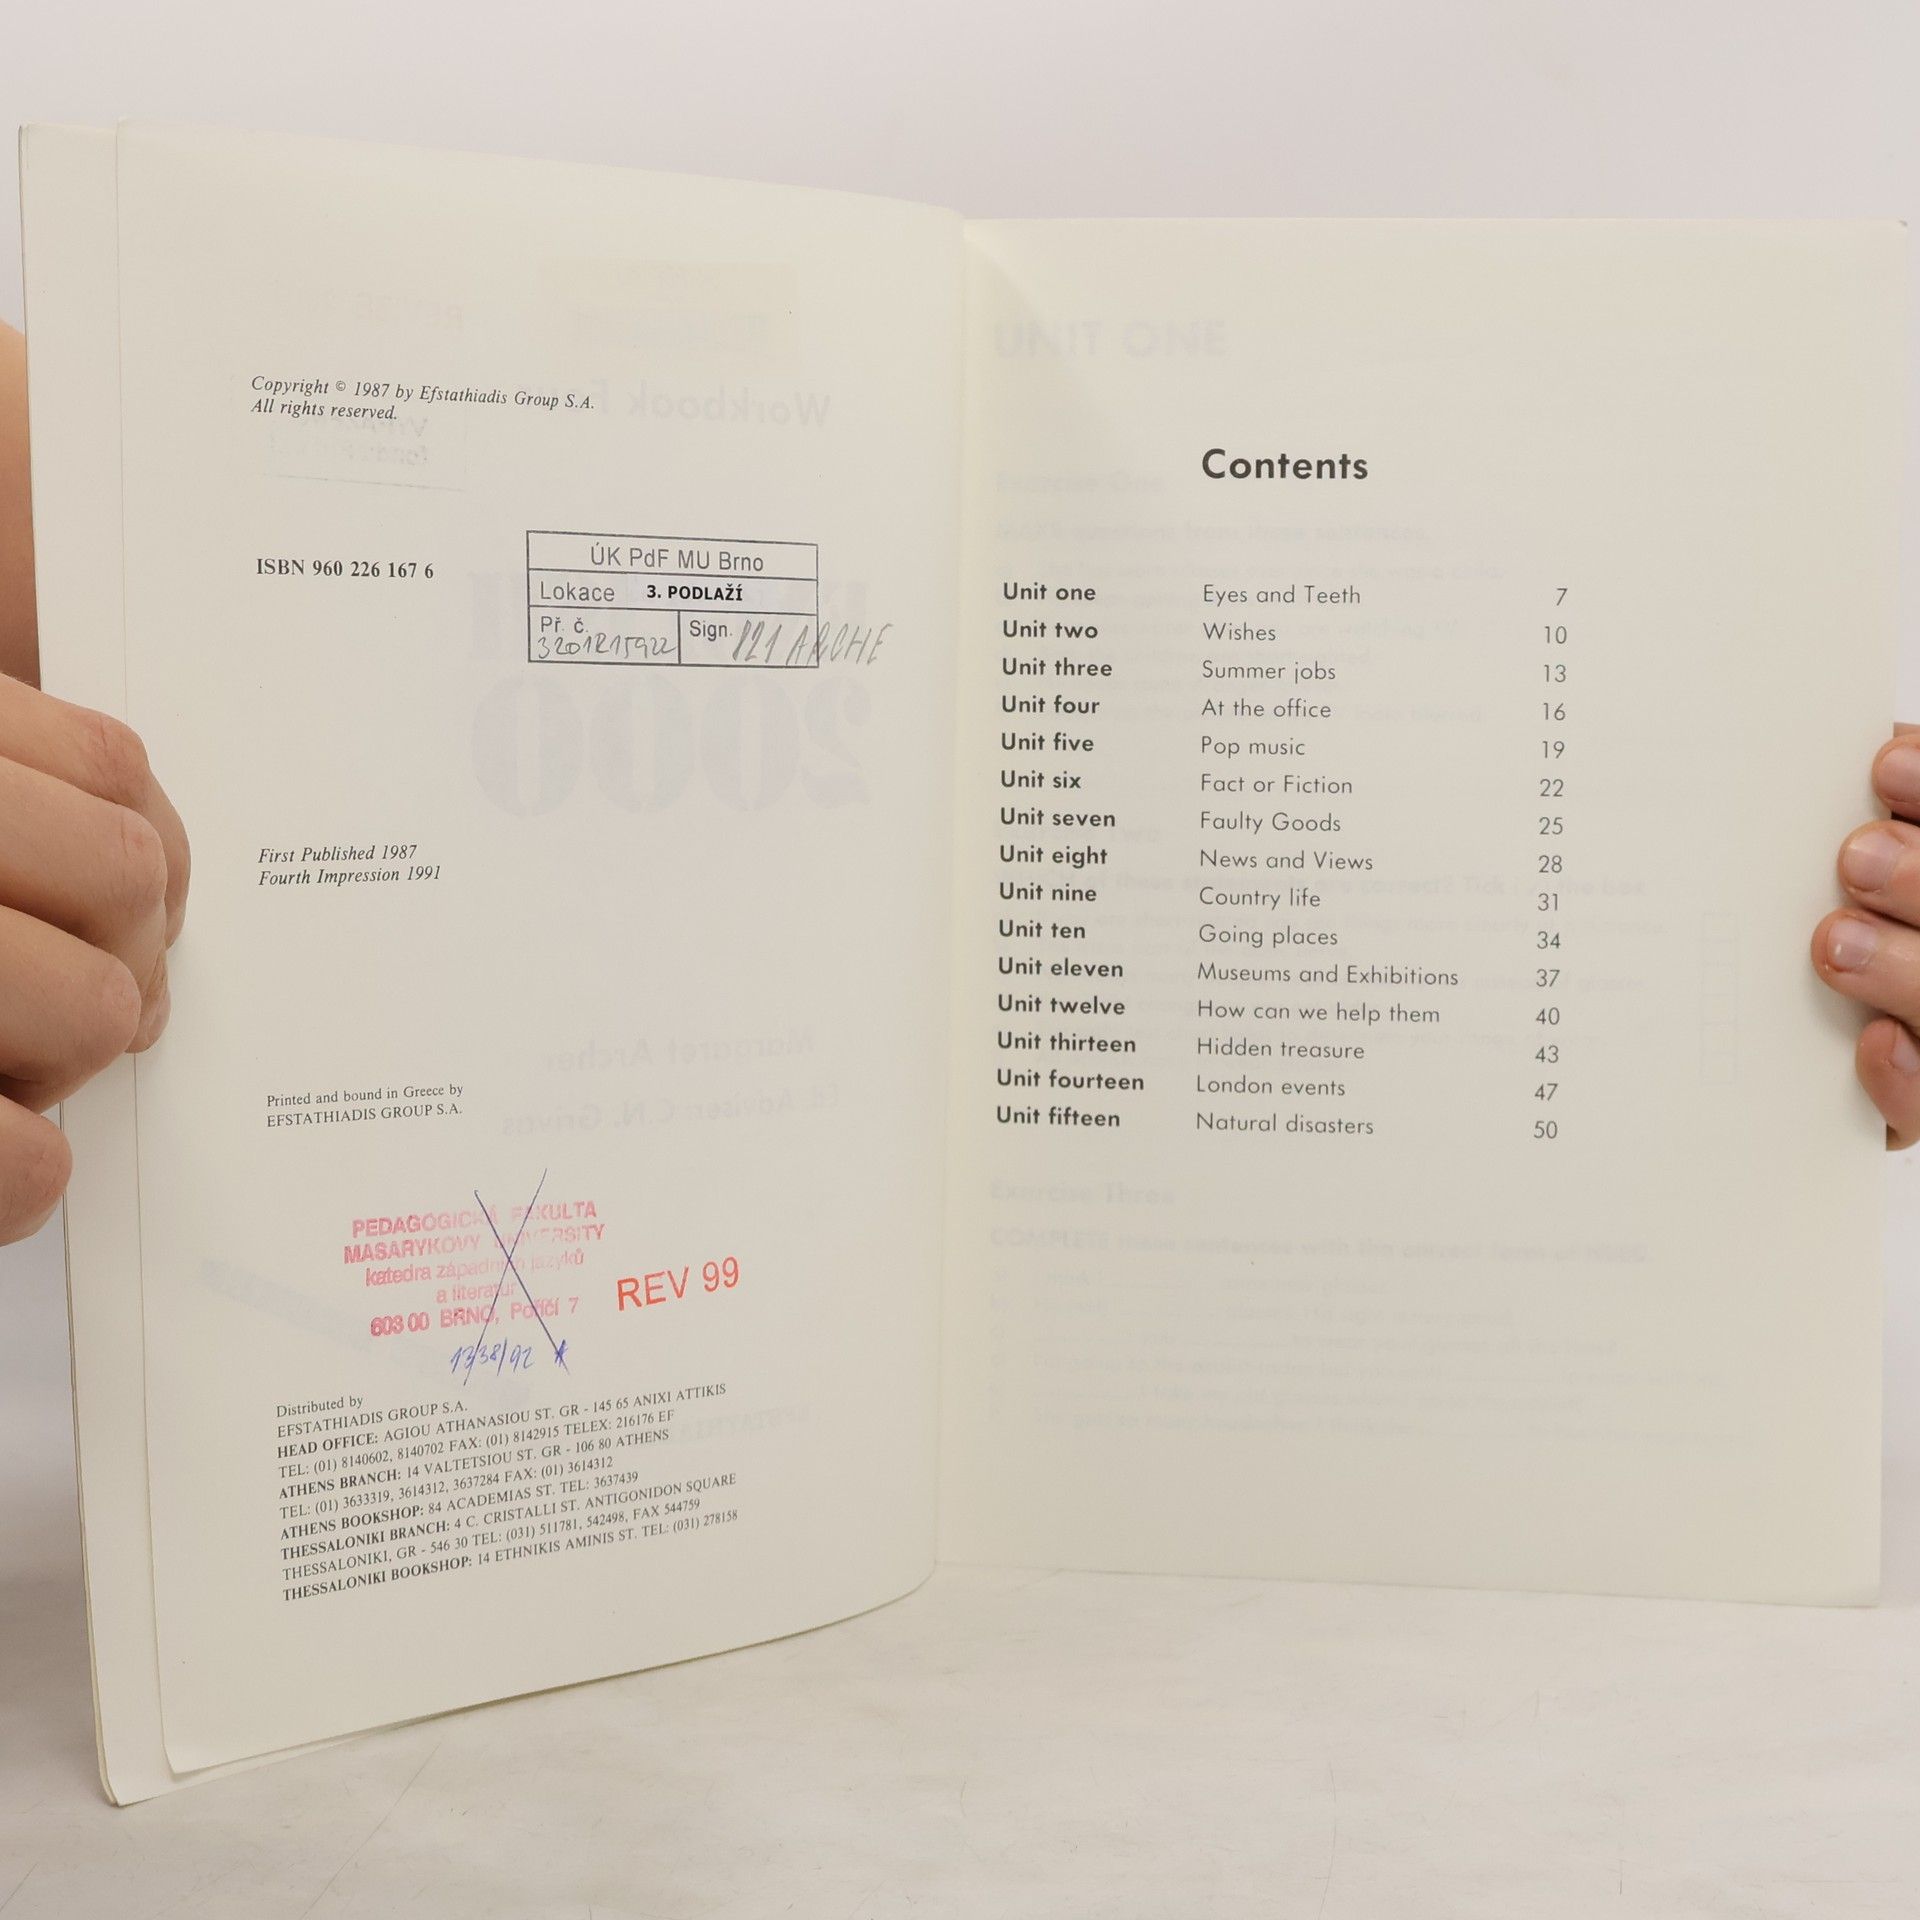 Copyright © 1987 by Efstathiadis Group S.A.
All rights reserved.
ISBN 960 226 167 6
ÚK PdF MU Brno
Lokace 3. PODLAŽÍ
Př. č. Sign.
3201R15922 821 ARCHE
First Published 1987
Fourth Impression 1991
Printed and bound in Greece by
EFSTATHIADIS GROUP S.A.
PEDAGOGICKÁ FAKULTA
MASARYKOVY UNIVERSITY
katedra západních jazyků
a literatur
603 00 BRNO, Poříčí 7
REV 99
1338/92
Distributed by
EFSTATHIADIS GROUP S.A.
HEAD OFFICE: AGIOU ATHANASIOU ST. GR - 145 65 ANIXI ATTIKIS
TEL: (01) 8140602, 8140702 FAX: (01) 8142915 TELEX: 216176 EF
ATHENS BRANCH: 14 VALTETSIOU ST. GR - 106 80 ATHENS
TEL: (01) 3633319, 3614312, 3637284 FAX: (01) 3614312
ATHENS BOOKSHOP: 84 ACADEMIAS ST. TEL: 3637439
THESSALONIKI BRANCH: 4 C. CRISTALLI ST. ANTIGONIDON SQUARE
THESSALONIKI, GR - 546 30 TEL: (031) 511781, 542498, FAX 544759
THESSALONIKI BOOKSHOP: 14 ETHNIKIS AMINIS ST. TEL: (031) 278158
Contents
Unit one Eyes and Teeth 7
Unit two Wishes 10
Unit three Summer jobs 13
Unit four At the office 16
Unit five Pop music 19
Unit six Fact or Fiction 22
Unit seven Faulty Goods 25
Unit eight News and Views 28
Unit nine Country life 31
Unit ten Going places 34
Unit eleven Museums and Exhibitions 37
Unit twelve How can we help them 40
Unit thirteen Hidden treasure 43
Unit fourteen London events 47
Unit fifteen Natural disasters 50